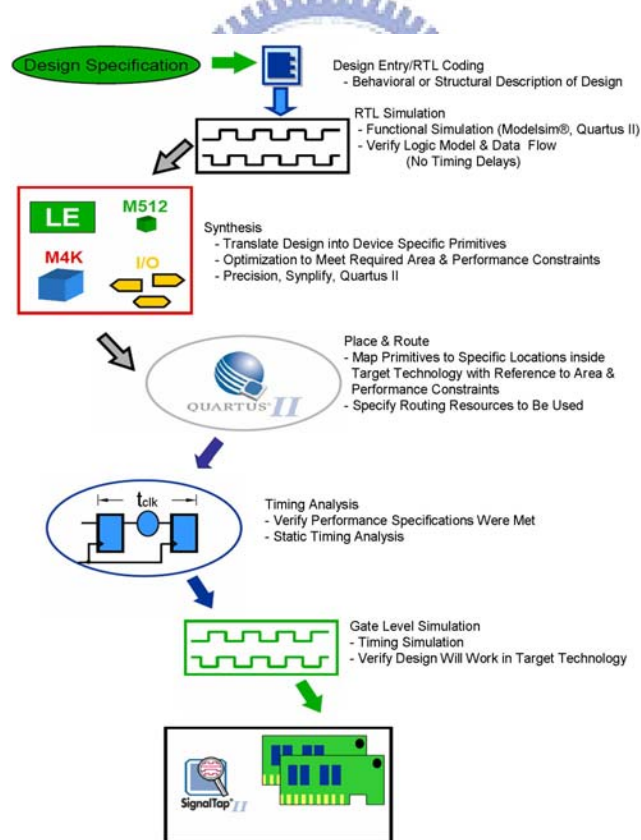 Design Specification
Design Entry/RTL Coding
- Behavioral or Structural Description of Design
RTL Simulation
- Functional Simulation (Modelsim®, Quartus II)
- Verify Logic Model & Data Flow
(No Timing Delays)
LE
M512
M4K
I/O
Synthesis
- Translate Design into Device Specific Primitives
- Optimization to Meet Required Area & Performance Constraints
- Precision, Synplify, Quartus II
QUARTUS® II
Place & Route
- Map Primitives to Specific Locations inside
Target Technology with Reference to Area &
Performance Constraints
- Specify Routing Resources to Be Used
tclk
Timing Analysis
- Verify Performance Specifications Were Met
- Static Timing Analysis
Gate Level Simulation
- Timing Simulation
- Verify Design Will Work in Target Technology
SignalTap® II